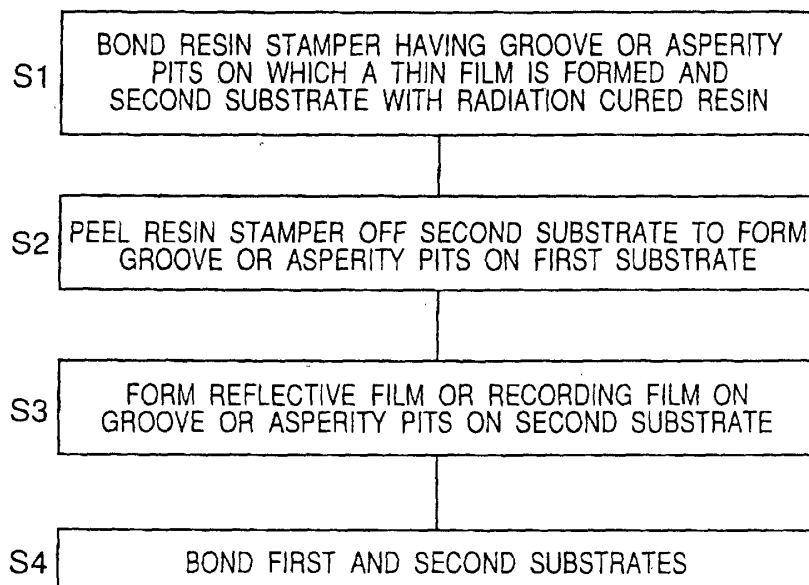 S1
BOND RESIN STAMPER HAVING GROOVE OR ASPERITY
PITS ON WHICH A THIN FILM IS FORMED AND
SECOND SUBSTRATE WITH RADIATION CURED RESIN
S2
PEEL RESIN STAMPER OFF SECOND SUBSTRATE TO FORM
GROOVE OR ASPERITY PITS ON FIRST SUBSTRATE
S3
FORM REFLECTIVE FILM OR RECORDING FILM ON
GROOVE OR ASPERITY PITS ON SECOND SUBSTRATE
S4
BOND FIRST AND SECOND SUBSTRATES